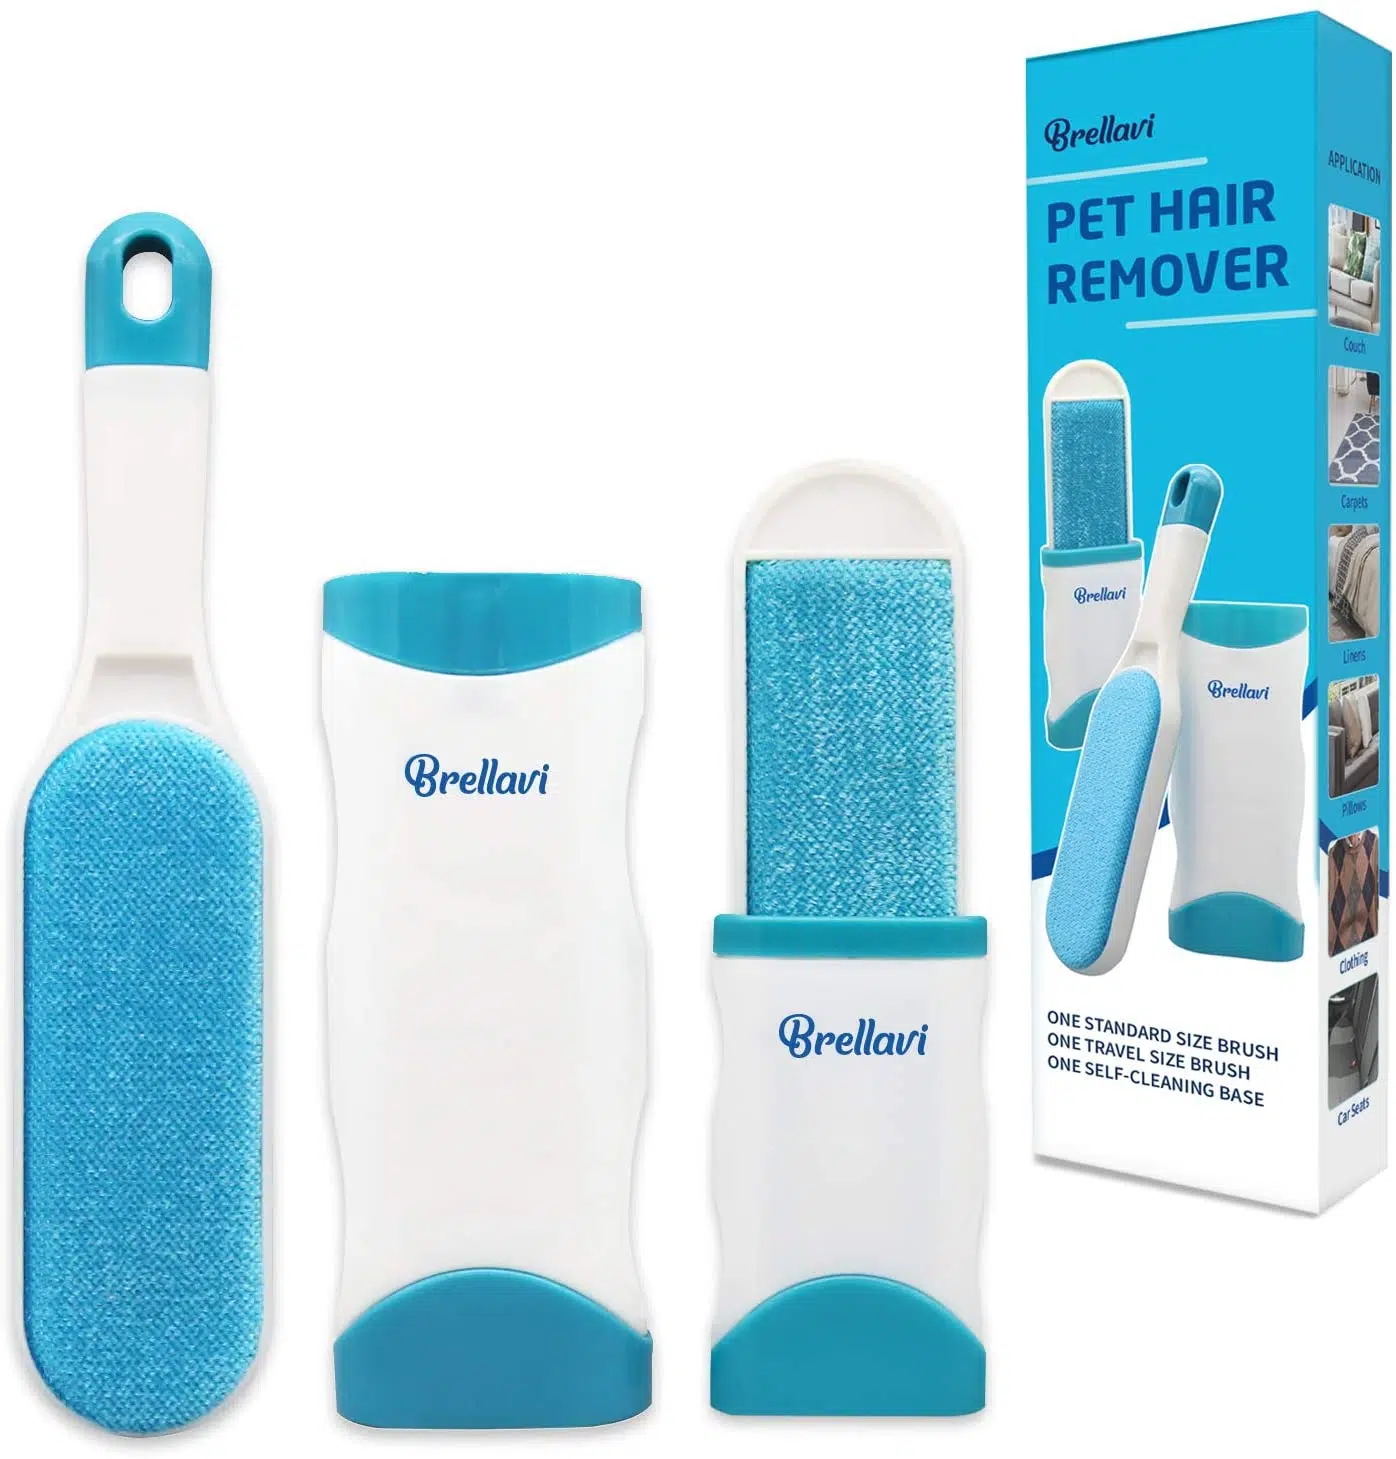 Brellavi
PET HAIR
REMOVER
Brellavi
Brellavi
ONE STANDARD SIZE BRUSH
ONE TRAVEL SIZE BRUSH
ONE SELF-CLEANING BASE
APPLICATION
Couch
Carpets
Linens
Pillows
Clothing
Car Seats
Brellavi
Brellavi